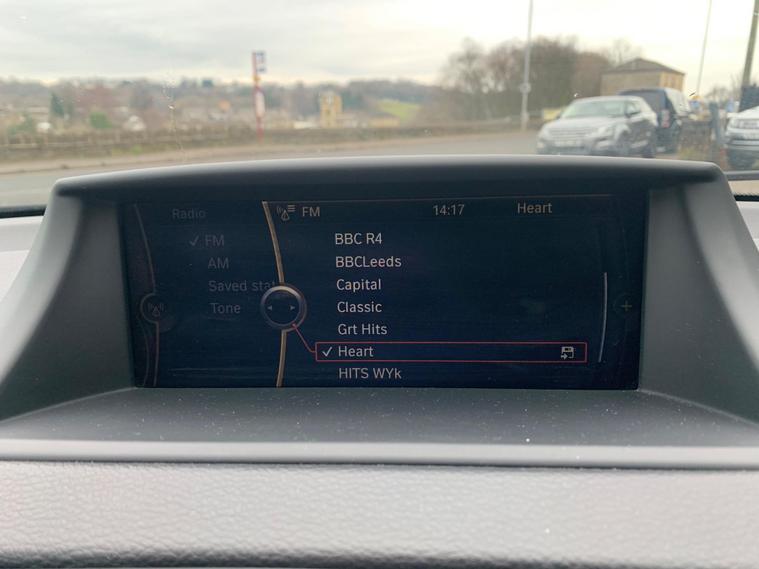 Radio
FM
AM
Saved stat
Tone
FM 14:17 Heart
BBC R4
BBCLeeds
Capital
Classic
Grt Hits
Heart
HITS WYk